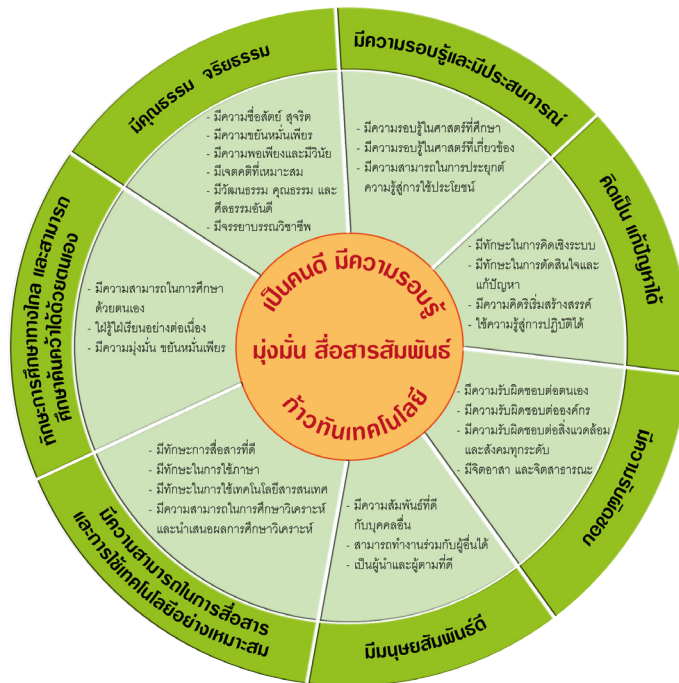 มีคุณธรรม จริยธรรม
- มีความซื่อสัตย์ สุจริต
- มีความขยันหมั่นเพียร
- มีความพอเพียงและมีวินัย
- มีเจตคติที่เหมาะสม
- มีวัฒนธรรม คุณธรรม และ
ศีลธรรมอันดี
- มีจรรยาบรรณวิชาชีพ
มีความรอบรู้และมีประสบการณ์
- มีความรอบรู้ในศาสตร์ที่ศึกษา
- มีความรอบรู้ในศาสตร์ที่เกี่ยวข้อง
- มีความสามารถในการประยุกต์
ความรู้สู่การใช้ประโยชน์
คิดเป็น แก้ปัญหาได้
- มีทักษะในการคิดเชิงระบบ
- มีทักษะในการตัดสินใจและ
แก้ปัญหา
- มีความคิดริเริ่มสร้างสรรค์
- ใช้ความรู้สู่การปฏิบัติได้
มีความรับผิดชอบ
- มีความรับผิดชอบต่อตนเอง
- มีความรับผิดชอบต่อองค์กร
- มีความรับผิดชอบต่อสิ่งแวดล้อม
และสังคมทุกระดับ
- มีจิตอาสา และจิตสาธารณะ
มีมนุษยสัมพันธ์ดี
- มีความสัมพันธ์ที่ดี
กับบุคคลอื่น
- สามารถทำงานร่วมกับผู้อื่นได้
- เป็นผู้นำและผู้ตามที่ดี
มีความสามารถในการสื่อสาร
และการใช้เทคโนโลยีอย่างเหมาะสม
- มีทักษะการสื่อสารที่ดี
- มีทักษะในการใช้ภาษา
- มีทักษะในการใช้เทคโนโลยีสารสนเทศ
- มีความสามารถในการศึกษาวิเคราะห์
และนำเสนอผลการศึกษาวิเคราะห์
ทักษะการศึกษาทางไกล และสามารถ
ศึกษาค้นคว้าได้ด้วยตนเอง
- มีความสามารถในการศึกษา
ด้วยตนเอง
- ใฝ่รู้ใฝ่เรียนอย่างต่อเนื่อง
- มีความมุ่งมั่น ขยันหมั่นเพียร
เป็นคนดี มีความรอบรู้
มุ่งมั่น สื่อสารสัมพันธ์
ก้าวทันเทคโนโลยี